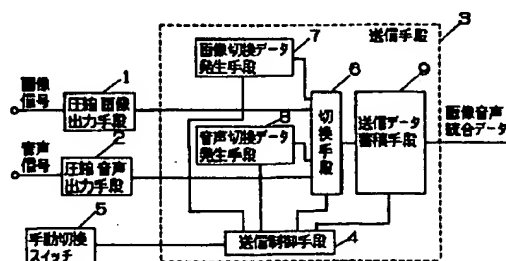 送信手段
3
画像切換データ
発生手段
7
6
9
画像
信号
1
圧縮画像
出力手段
切換手段
送信データ
蓄積手段
画像音声
統合データ
8
音声切換データ
発生手段
音声
信号
2
圧縮音声
出力手段
5
手動切換
スイッチ
送信制御手段
4